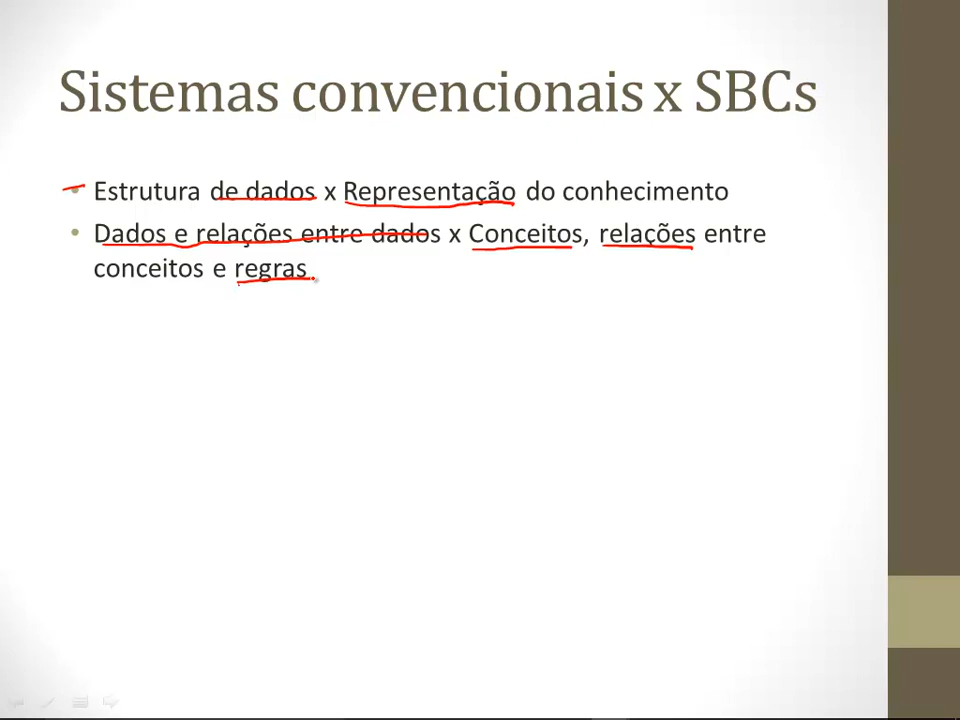 Sistemas convencionais x SBCs
Estrutura de dados x Representação do conhecimento
Dados e relações entre dados x Conceitos, relações entre
conceitos e regras.